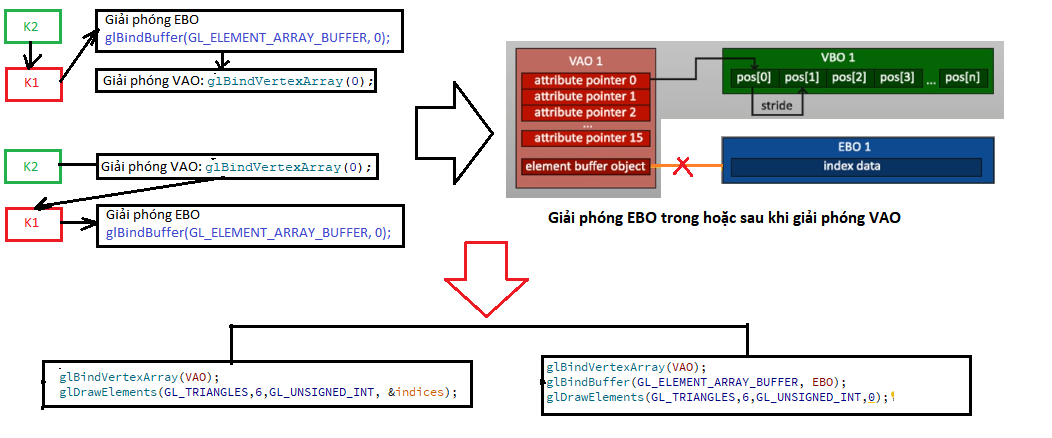 K2
Giải phóng EBO
glBindBuffer(GL_ELEMENT_ARRAY_BUFFER, 0);
K1
Giải phóng VAO: glBindVertexArray(0);
K2
Giải phóng VAO: glBindVertexArray(0);
K1
Giải phóng EBO
glBindBuffer(GL_ELEMENT_ARRAY_BUFFER, 0);
VAO 1
attribute pointer 0
attribute pointer 1
attribute pointer 2
...
attribute pointer 15
element buffer object
VBO 1
pos[0] pos[1] pos[2] pos[3] ... pos[n]
stride
EBO 1
index data
Giải phóng EBO trong hoặc sau khi giải phóng VAO
glBindVertexArray(VAO);
glDrawElements(GL_TRIANGLES,6,GL_UNSIGNED_INT, &indices);
glBindVertexArray(VAO);
glBindBuffer(GL_ELEMENT_ARRAY_BUFFER, EBO);
glDrawElements(GL_TRIANGLES,6,GL_UNSIGNED_INT,0);